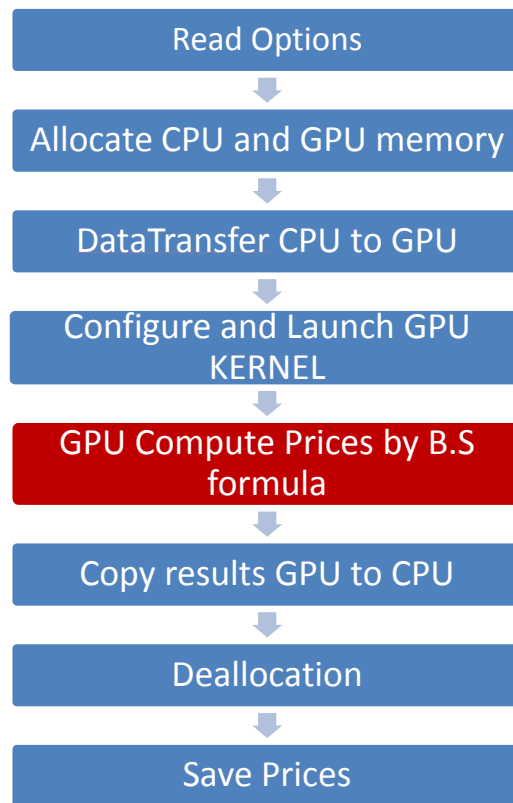 Read Options
Allocate CPU and GPU memory
DataTransfer CPU to GPU
Configure and Launch GPU
KERNEL
GPU Compute Prices by B.S
formula
Copy results GPU to CPU
Deallocation
Save Prices